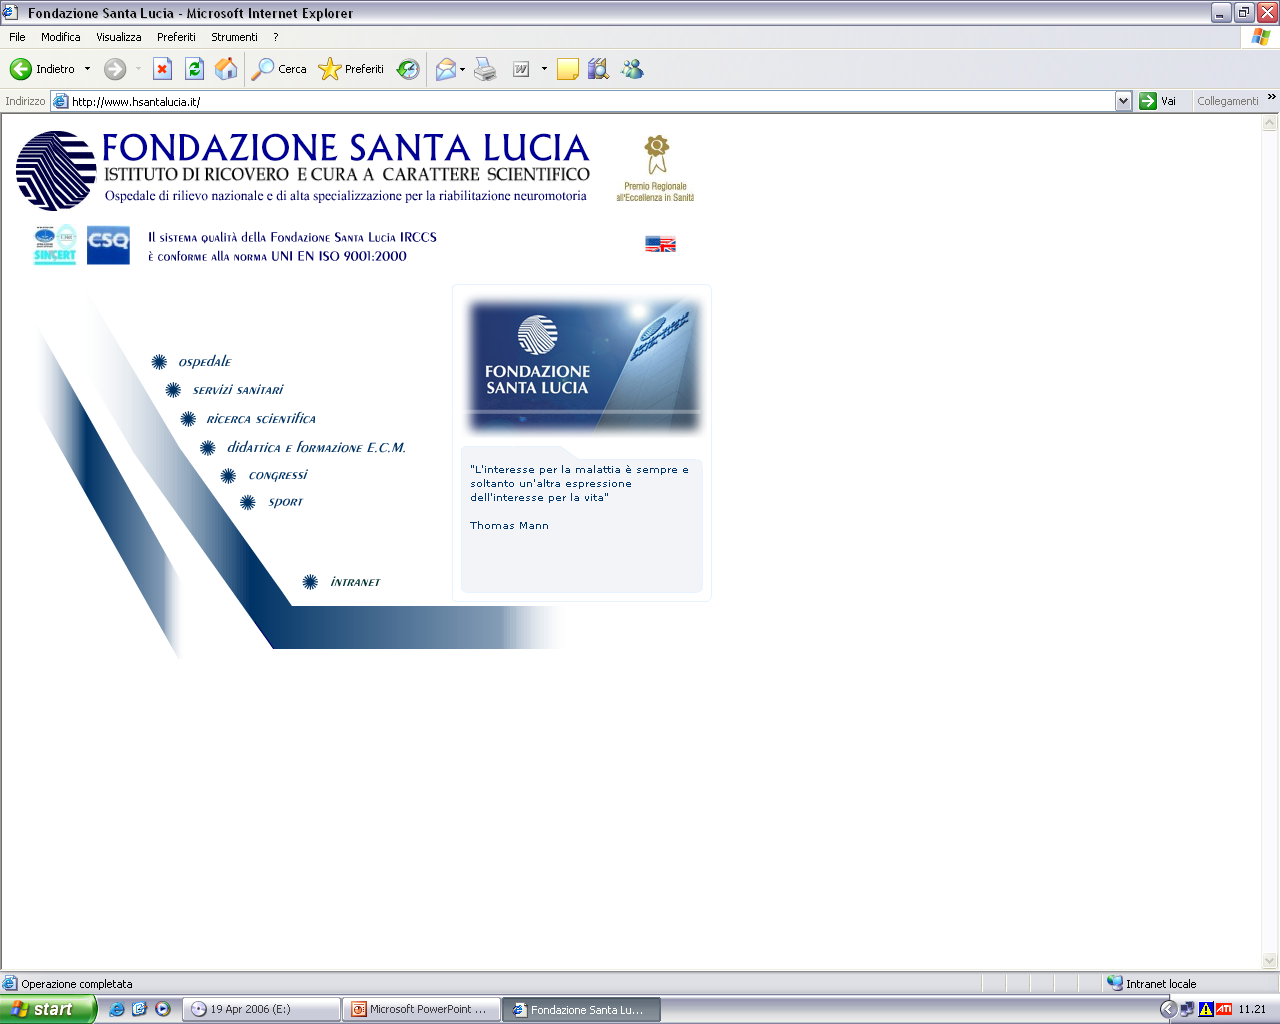 Fondazione Santa Lucia - Microsoft Internet Explorer
File Modifica Visualizza Preferiti Strumenti ?
Indietro Cerca Preferiti
Indirizzo http://www.hsantalucia.it/ Vai Collegamenti »
FONDAZIONE SANTA LUCIA
ISTITUTO DI RICOVERO E CURA A CARATTERE SCIENTIFICO
Ospedale di rilievo nazionale e di alta specializzazione per la riabilitazione neuromotoria
Premio Regionale
all'Eccellenza in Sanità
SINCERT
CSQ
Il sistema qualità della Fondazione Santa Lucia IRCCS
è conforme alla norma UNI EN ISO 9001:2000
ospedale
servizi sanitari
ricerca scientifica
didattica e formazione E.C.M.
congressi
sport
intranet
FONDAZIONE
SANTA LUCIA
"L'interesse per la malattia è sempre e
soltanto un'altra espressione
dell'interesse per la vita"
Thomas Mann
Operazione completata Intranet locale
start 19 Apr 2006 (E:) Microsoft PowerPoint ... Fondazione Santa Lu... ATI 11.21